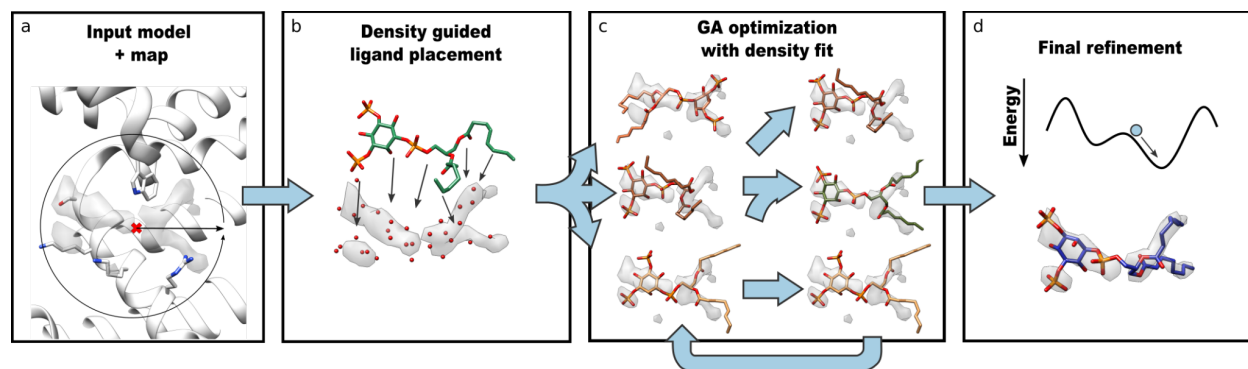 a
Input model
+ map
b
Density guided
ligand placement
c
GA optimization
with density fit
d
Final refinement
Energy